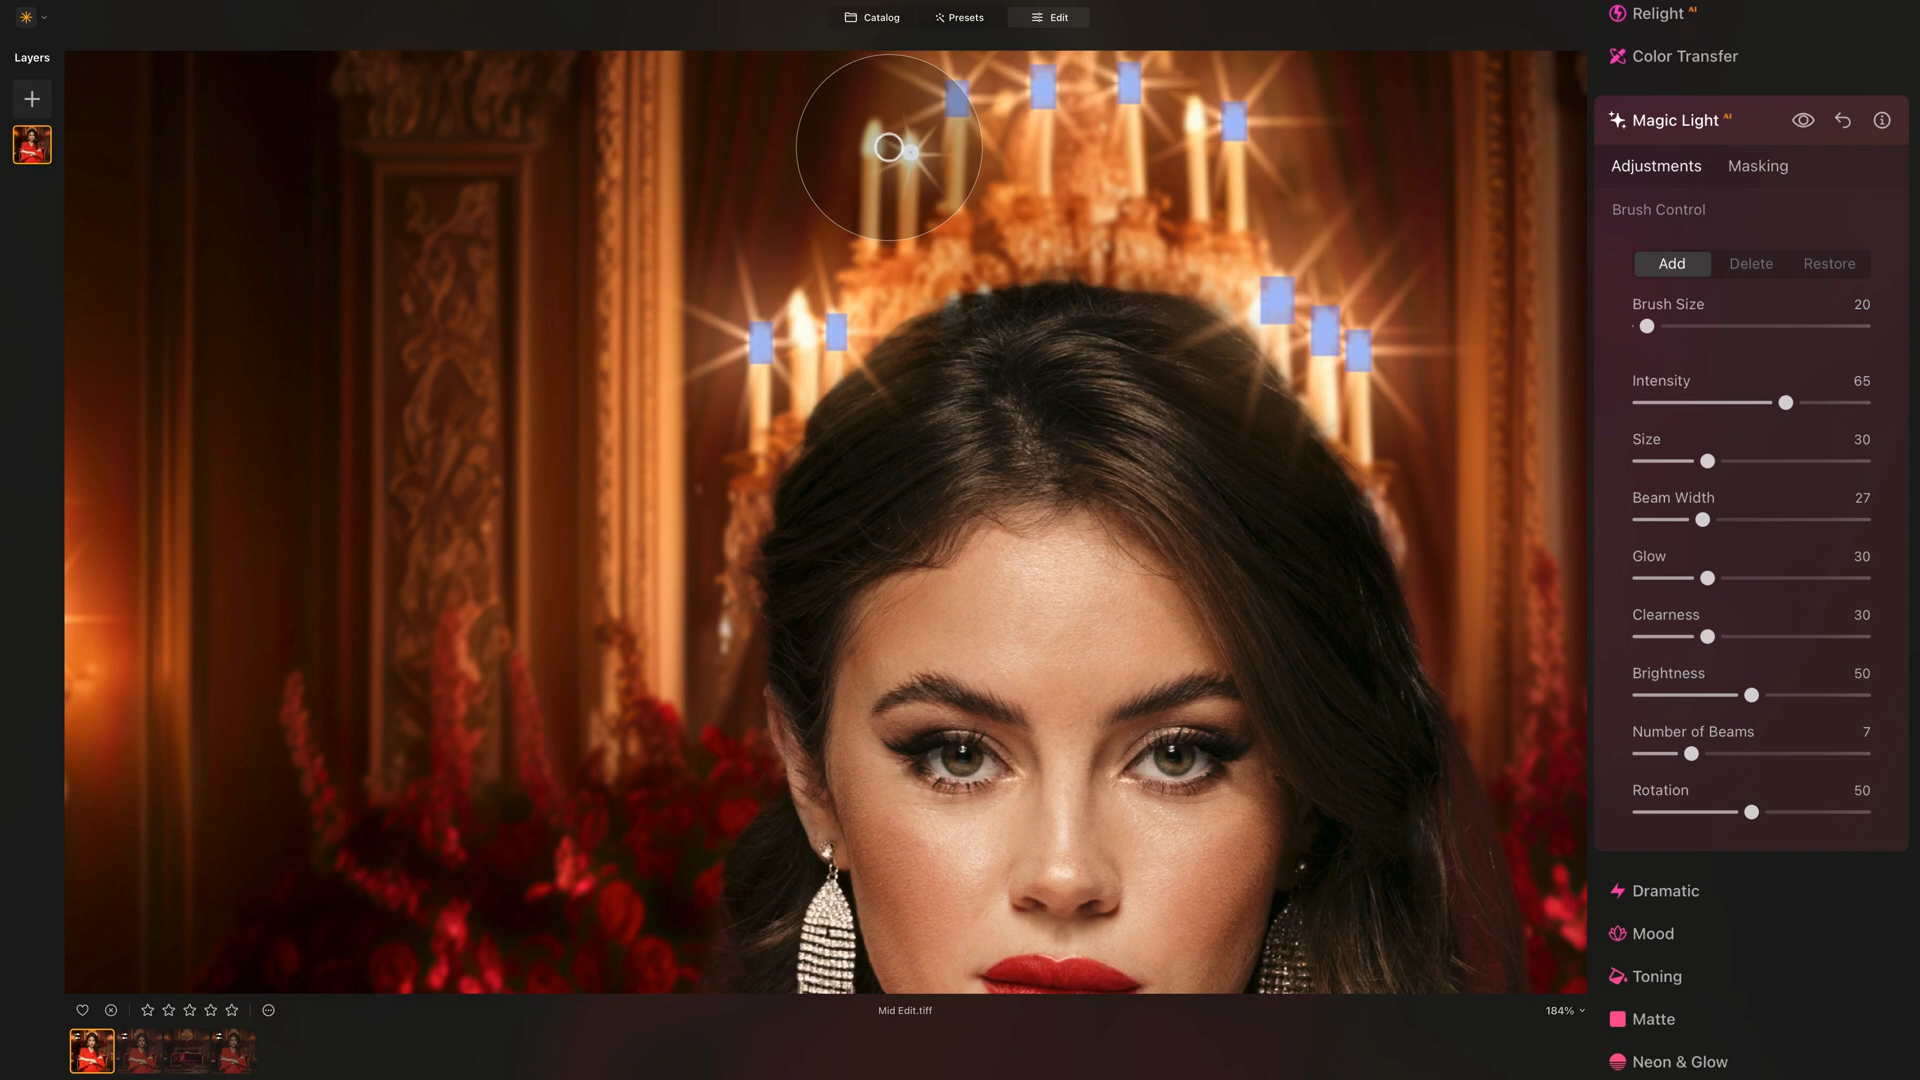 Catalog
Presets
Edit
Layers
Relight AI
Color Transfer
Magic Light AI
Adjustments
Masking
Brush Control
Add
Delete
Restore
Brush Size 20
Intensity 65
Size 30
Beam Width 27
Glow 30
Clearness 30
Brightness 50
Number of Beams 7
Rotation 50
Dramatic
Mood
Toning
Matte
Neon & Glow
Mid Edit.tiff
184%